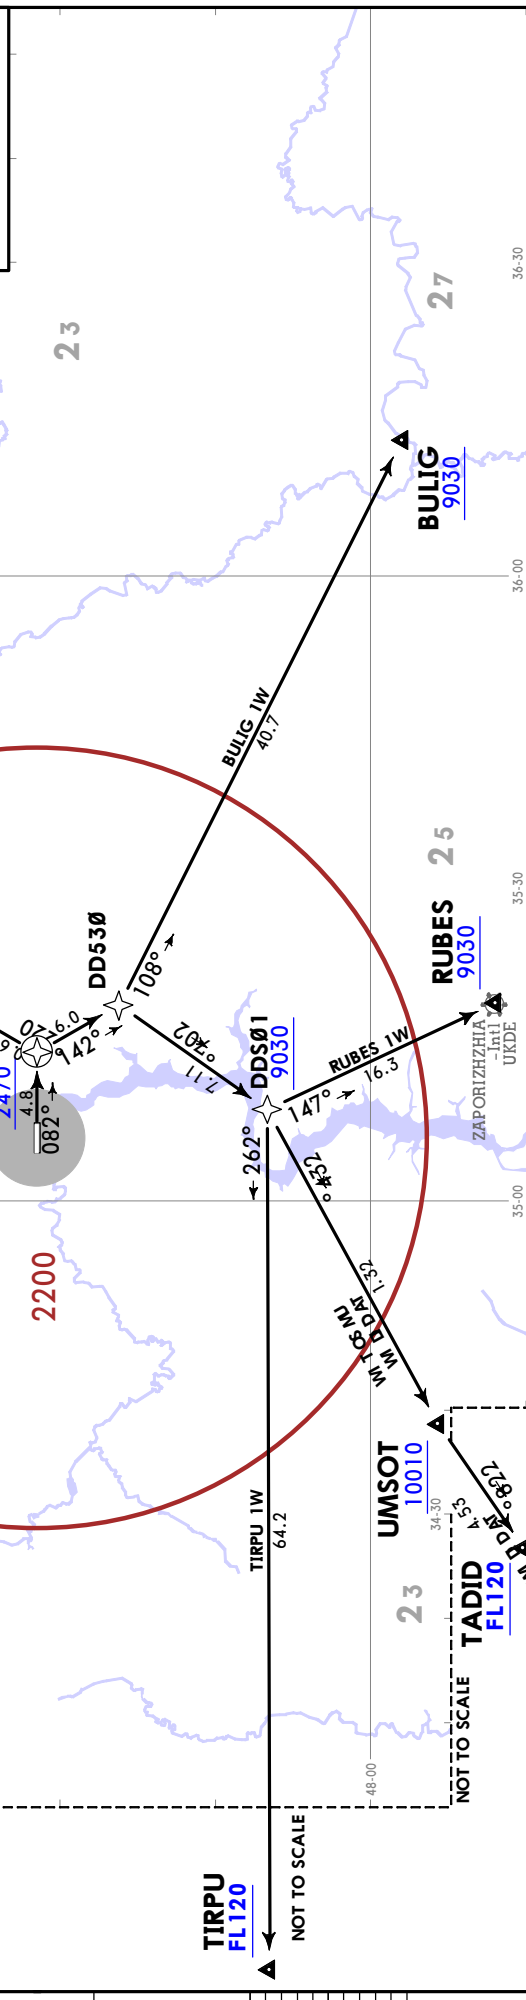 36-30
27
23
BULIG
9030
36-00
BULIG 1W
40.7
25
35-30
RUBES
9030
DD53Ø
108°
6.0
142°
2470
4.8
082°
207°
11.7
DDSØ1
9030
RUBES 1W
16.3
147°
ZAPORIZHZHIA
-Intl
UKDE
262°
35-00
2200
UMSOT
10010
34-30
TIRPU 1W
64.2
23
TADID
FL120
NOT TO SCALE
48-00
NOT TO SCALE
TIRPU
FL120